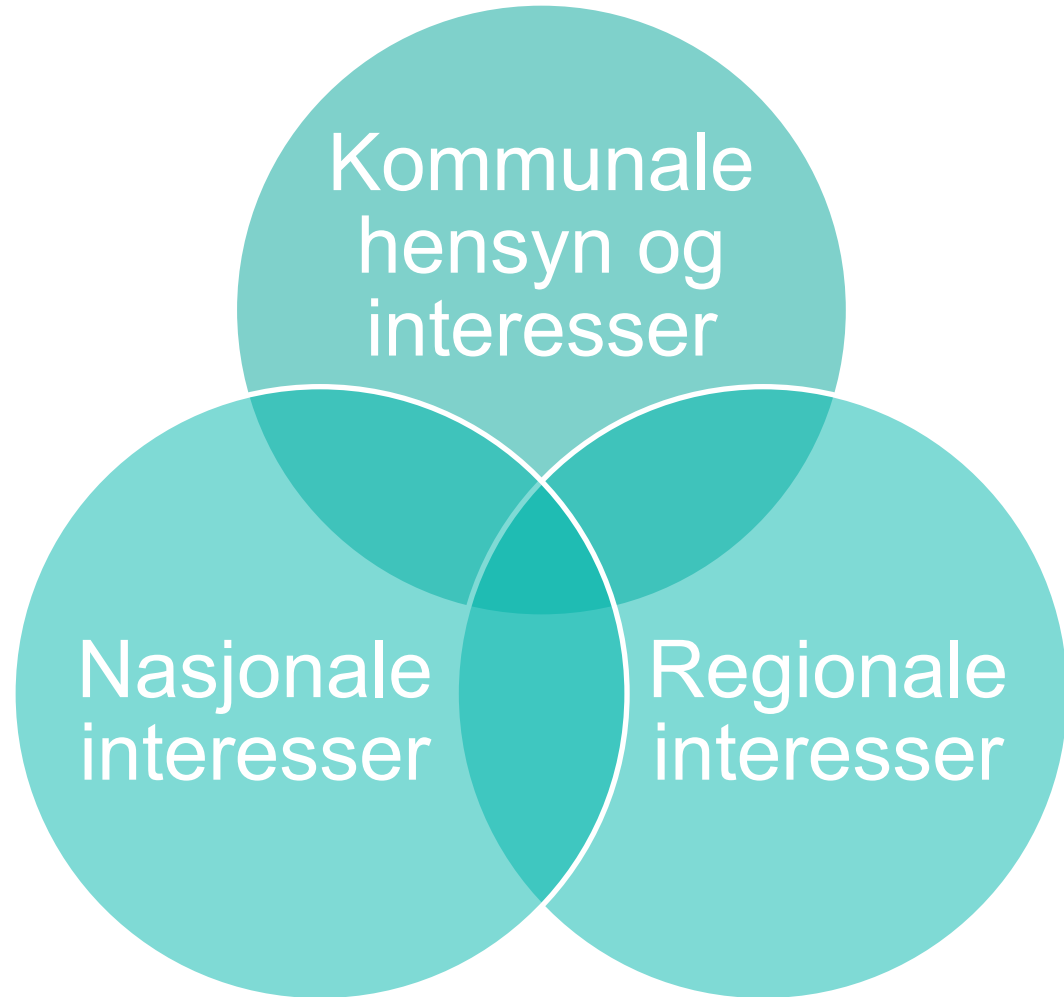 Kommunale
hensyn og
interesser
Nasjonale
interesser
Regionale
interesser